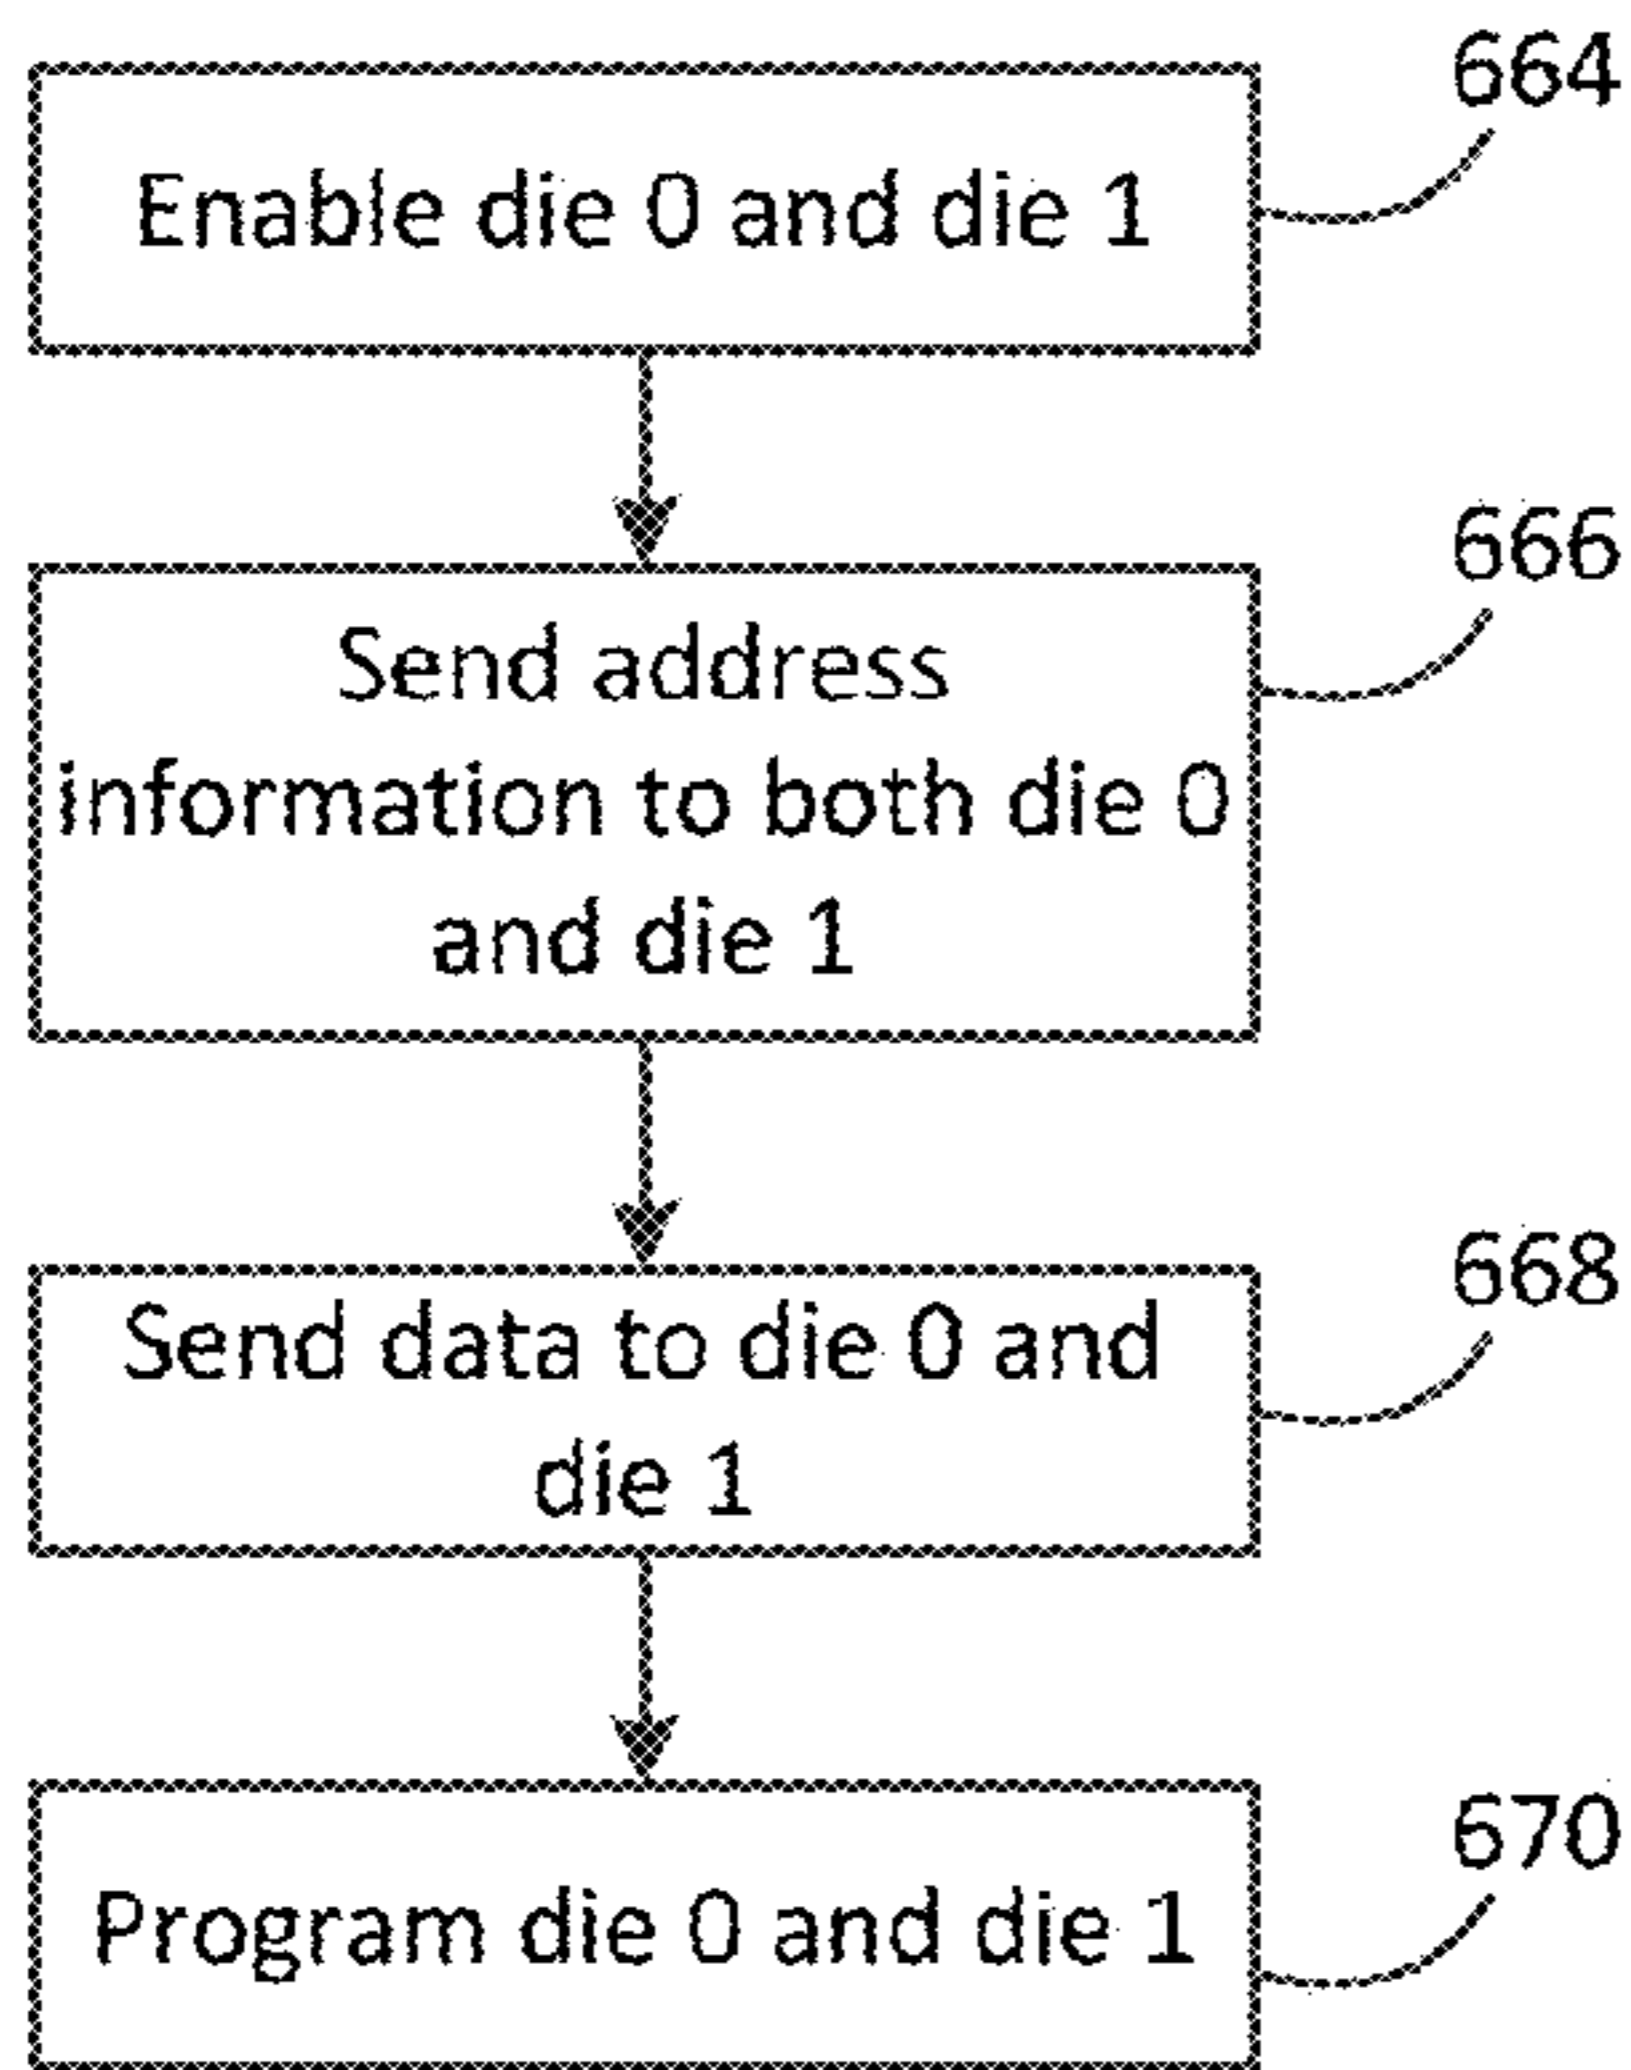 664
Enable die 0 and die 1
666
Send address
information to both die 0
and die 1
668
Send data to die 0 and
die 1
670
Program die 0 and die 1